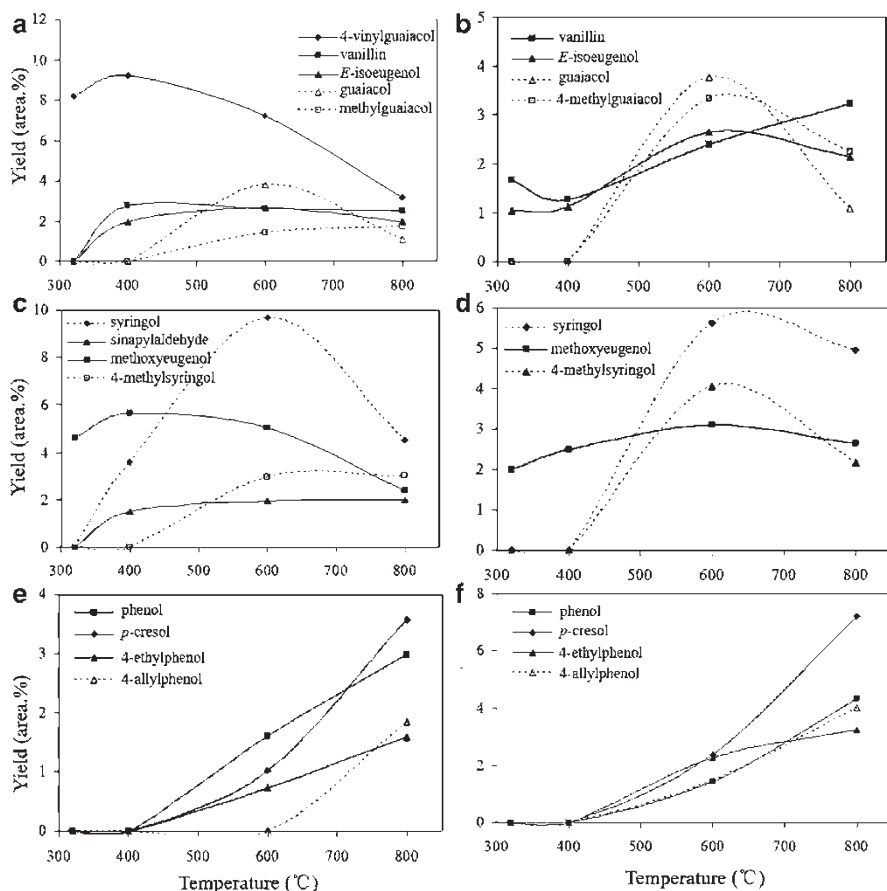 a
12
4-vinylguaiacol
vanillin
E-isoeugenol
guaiacol
methylguaiacol
8
4
0
Yield (area.%)
300 400 500 600 700 800
b
5
vanillin
E-isoeugenol
guaiacol
4-methylguaiacol
4
3
2
1
0
300 400 500 600 700 800
c
10
syringol
sinapylaldehyde
methoxyeugenol
4-methylsyringol
8
6
4
2
0
Yield (area.%)
300 400 500 600 700 800
d
6
syringol
methoxyeugenol
4-methylsyringol
5
4
3
2
1
0
300 400 500 600 700 800
e
4
phenol
p-cresol
4-ethylphenol
4-allylphenol
3
2
1
0
Yield (area.%)
300 400 500 600 700 800
Temperature (℃)
f
8
phenol
p-cresol
4-ethylphenol
4-allylphenol
6
4
2
0
300 400 500 600 700 800
Temperature (℃)